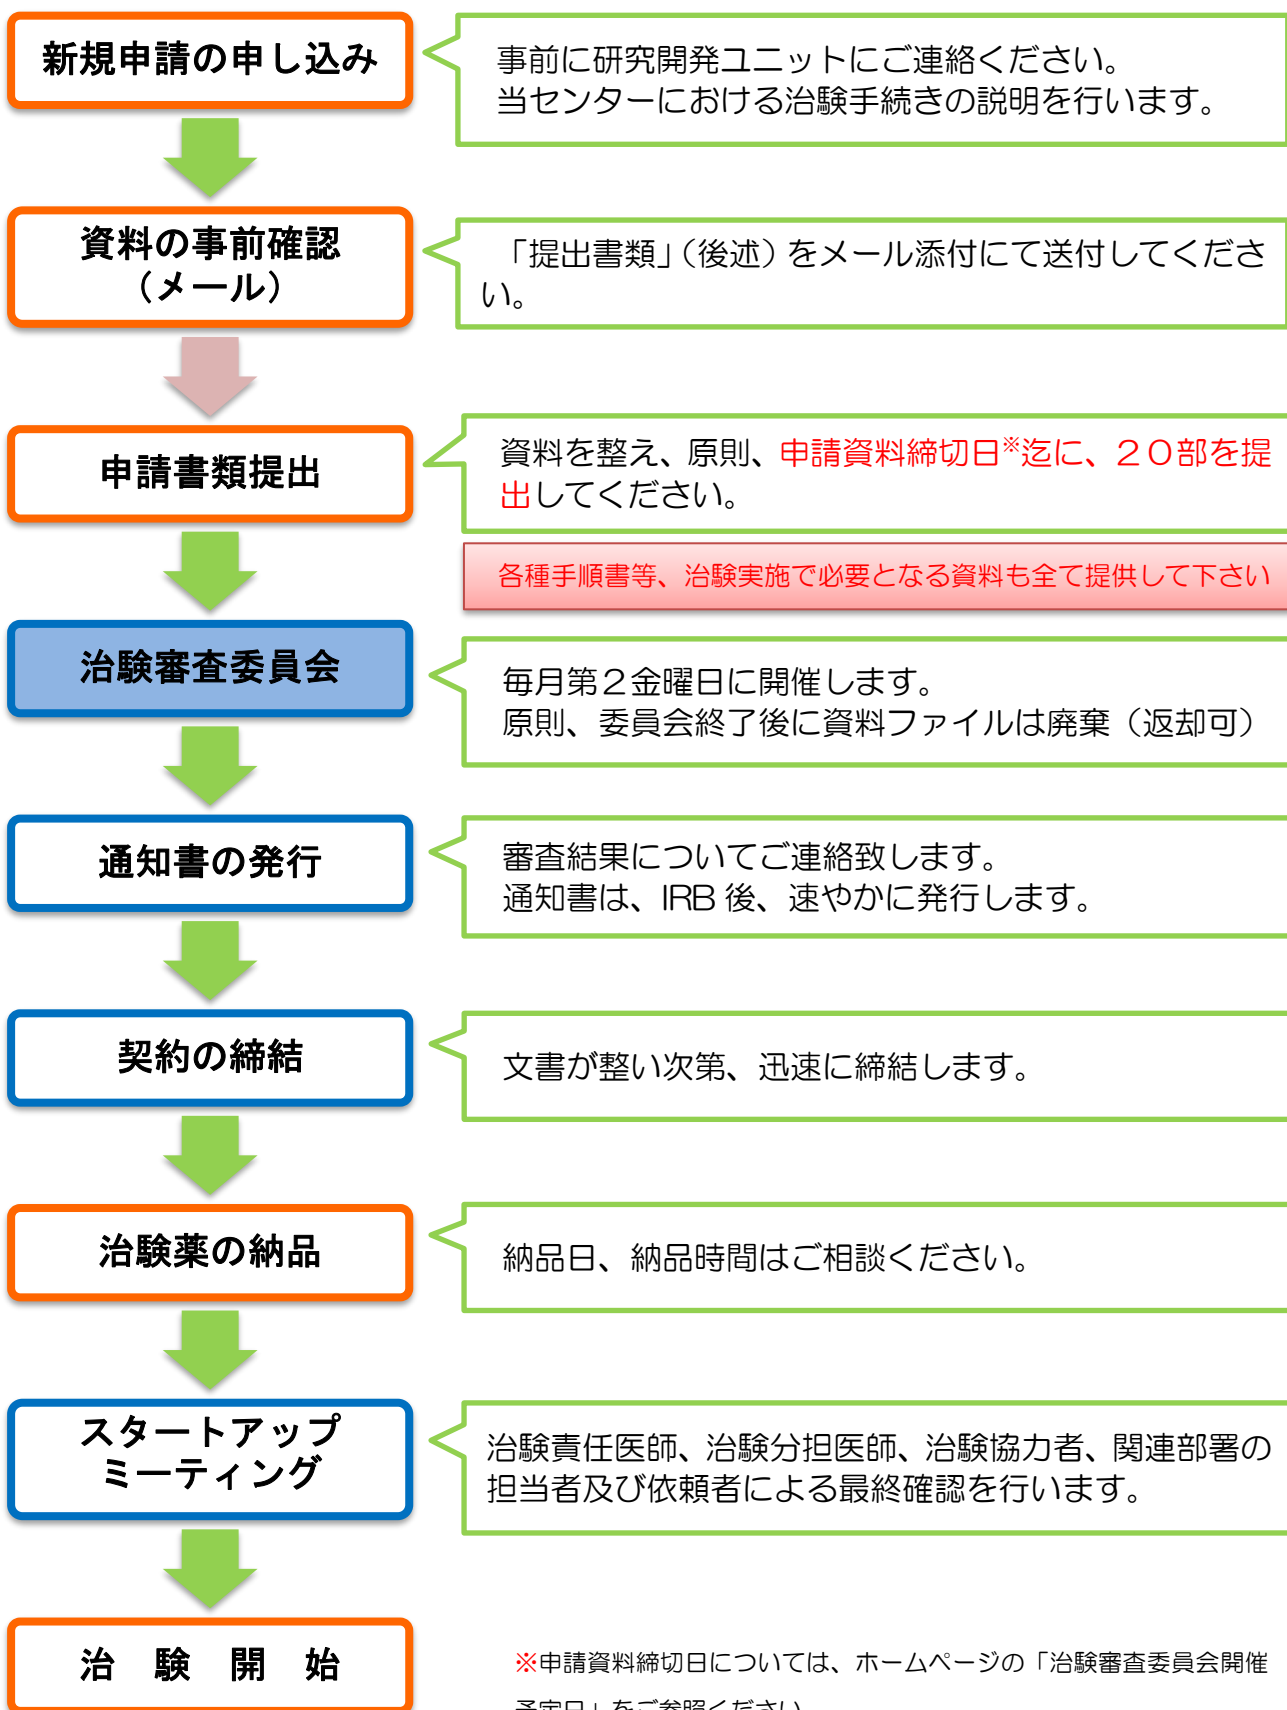 新規申請の申し込み
事前に研究開発ユニットにご連絡ください。
当センターにおける治験手続きの説明を行います。
資料の事前確認
（メール）
「提出書類」（後述）をメール添付にて送付してくださ
い。
申請書類提出
資料を整え、原則、申請資料締切日※迄に、２０部を提
出してください。
各種手順書等、治験実施で必要となる資料も全て提供して下さい
治験審査委員会
毎月第２金曜日に開催します。
原則、委員会終了後に資料ファイルは廃棄（返却可）
通知書の発行
審査結果についてご連絡致します。
通知書は、IRB 後、速やかに発行します。
契約の締結
文書が整い次第、迅速に締結します。
治験薬の納品
納品日、納品時間はご相談ください。
スタートアップ
ミーティング
治験責任医師、治験分担医師、治験協力者、関連部署の
担当者及び依頼者による最終確認を行います。
治　験　開　始
※申請資料締切日については、ホームページの「治験審査委員会開催
予定日」をご参照ください